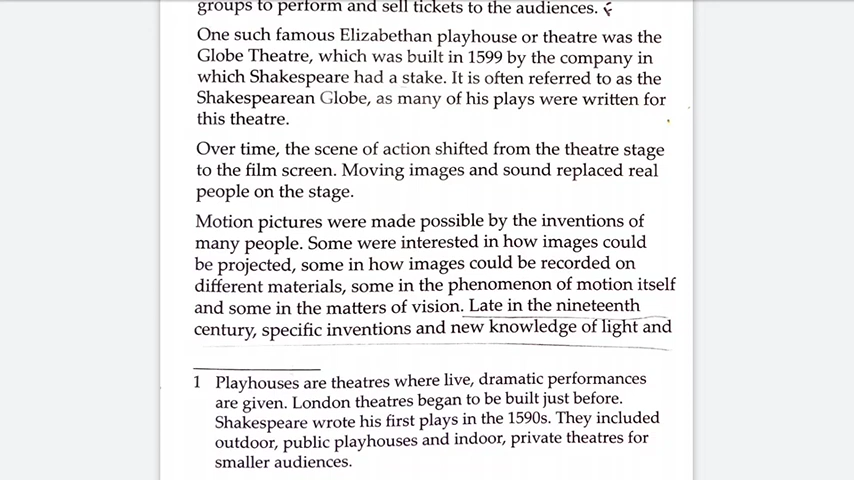 groups to perform and sell tickets to the audiences.
One such famous Elizabethan playhouse or theatre was the
Globe Theatre, which was built in 1599 by the company in
which Shakespeare had a stake. It is often referred to as the
Shakespearean Globe, as many of his plays were written for
this theatre.
Over time, the scene of action shifted from the theatre stage
to the film screen. Moving images and sound replaced real
people on the stage.
Motion pictures were made possible by the inventions of
many people. Some were interested in how images could
be projected, some in how images could be recorded on
different materials, some in the phenomenon of motion itself
and some in the matters of vision. Late in the nineteenth
century, specific inventions and new knowledge of light and
1 Playhouses are theatres where live, dramatic performances
are given. London theatres began to be built just before.
Shakespeare wrote his first plays in the 1590s. They included
outdoor, public playhouses and indoor, private theatres for
smaller audiences.